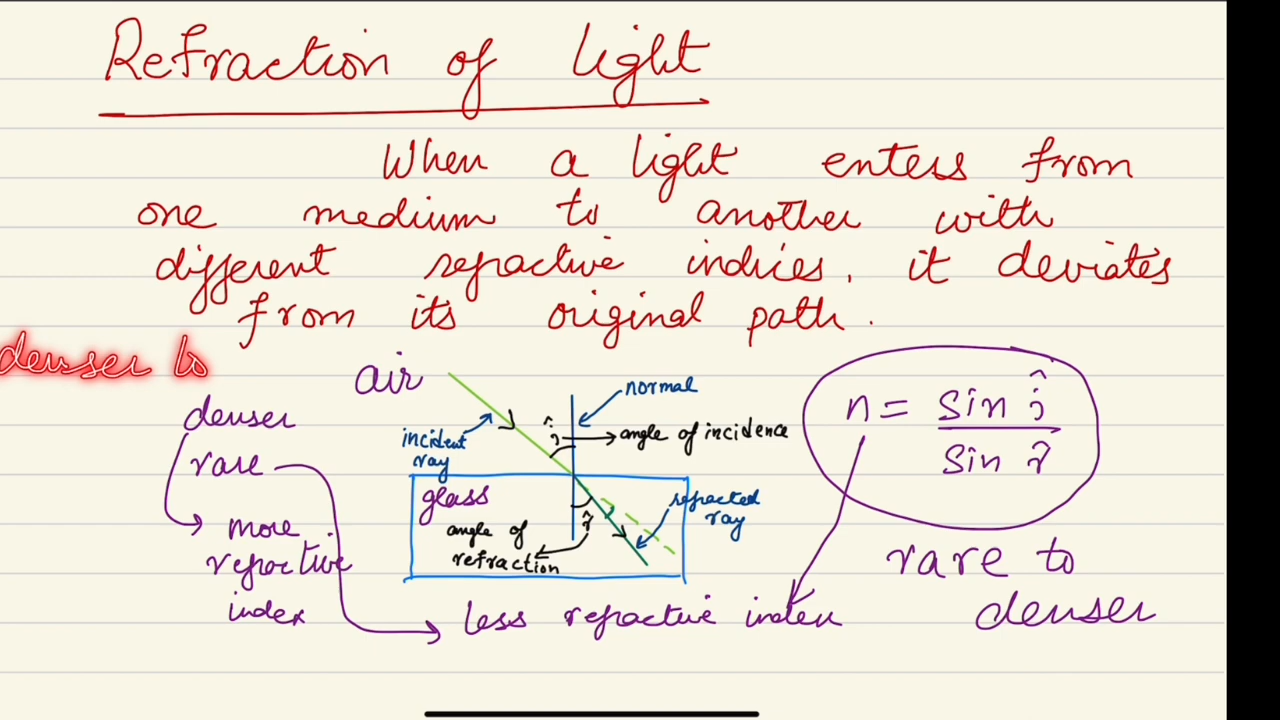 Refraction of light
When a light enters from
one medium to another with
different refractive indices, it deviates
from its original path.
denser to
denser
rare
more
refractive
index
less refractive index
air
normal
incident
ray
î
angle of incidence
glass
angle of
refraction
r̂
refracted
ray
n = sin î
sin r̂
rare to
denser